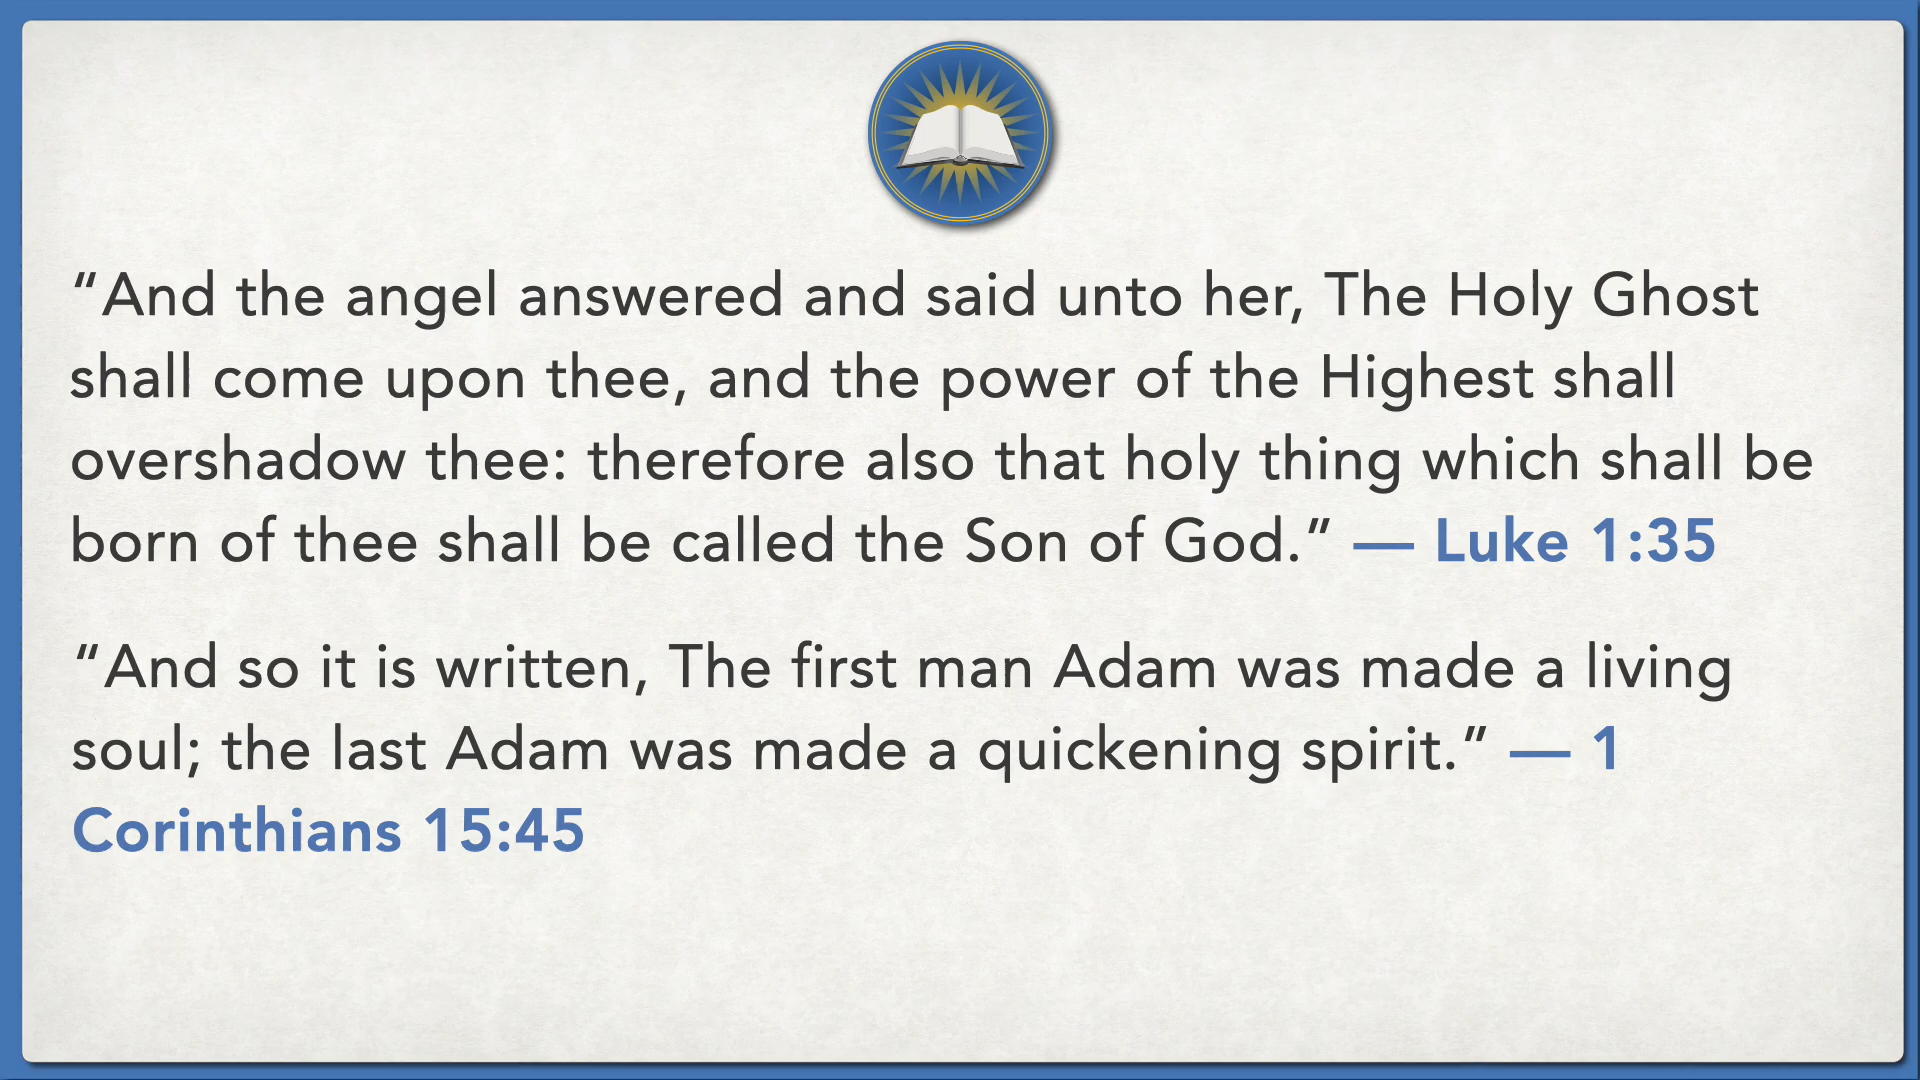 “And the angel answered and said unto her, The Holy Ghost
shall come upon thee, and the power of the Highest shall
overshadow thee: therefore also that holy thing which shall be
born of thee shall be called the Son of God.” — Luke 1:35
“And so it is written, The first man Adam was made a living
soul; the last Adam was made a quickening spirit.” — 1
Corinthians 15:45